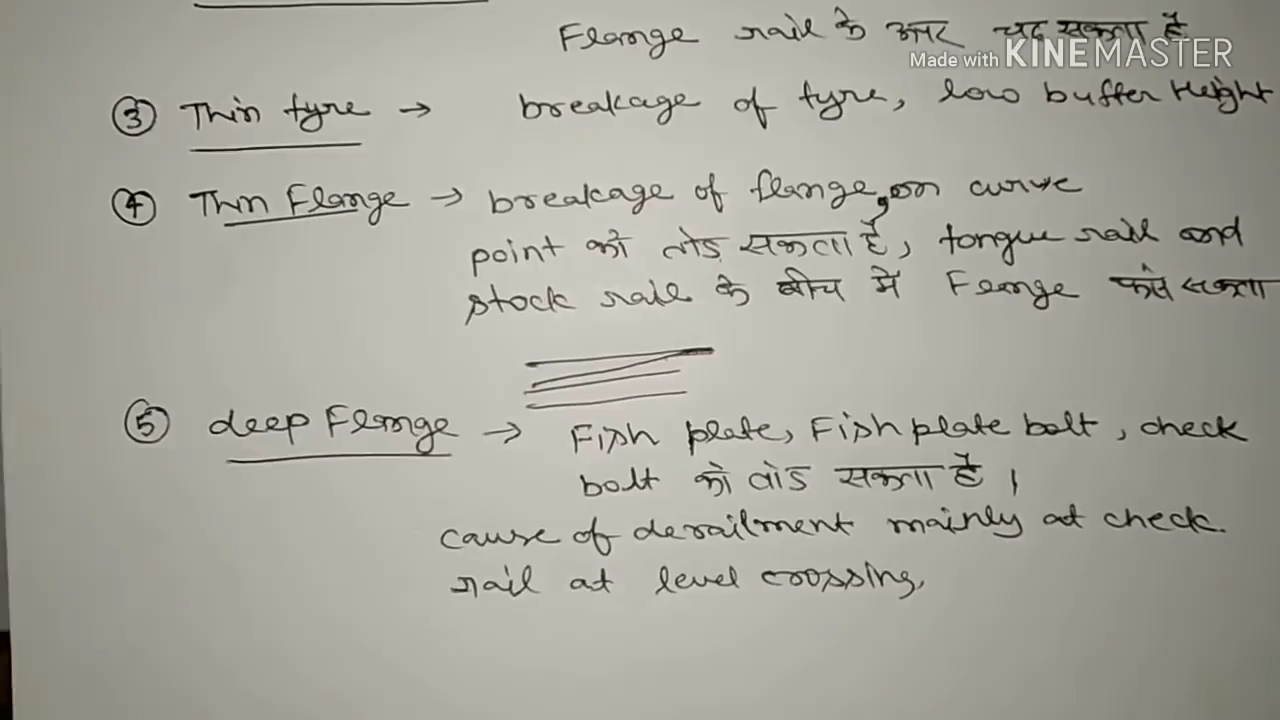 Flange rail के ऊपर चढ़ सकता है
Made with KINEMASTER
③ Thin tyre → breakage of tyre, low buffer Height
④ Thin Flange → breakage of flange, on curve
point को तोड़ सकता है, tongue rail and
stock rail के बीच में Flange फंस सकता
⑤ deep Flange → Fish plate, Fish plate bolt, check
bolt को तोड सकता है ।
cause of derailment mainly at check
rail at level crossing,